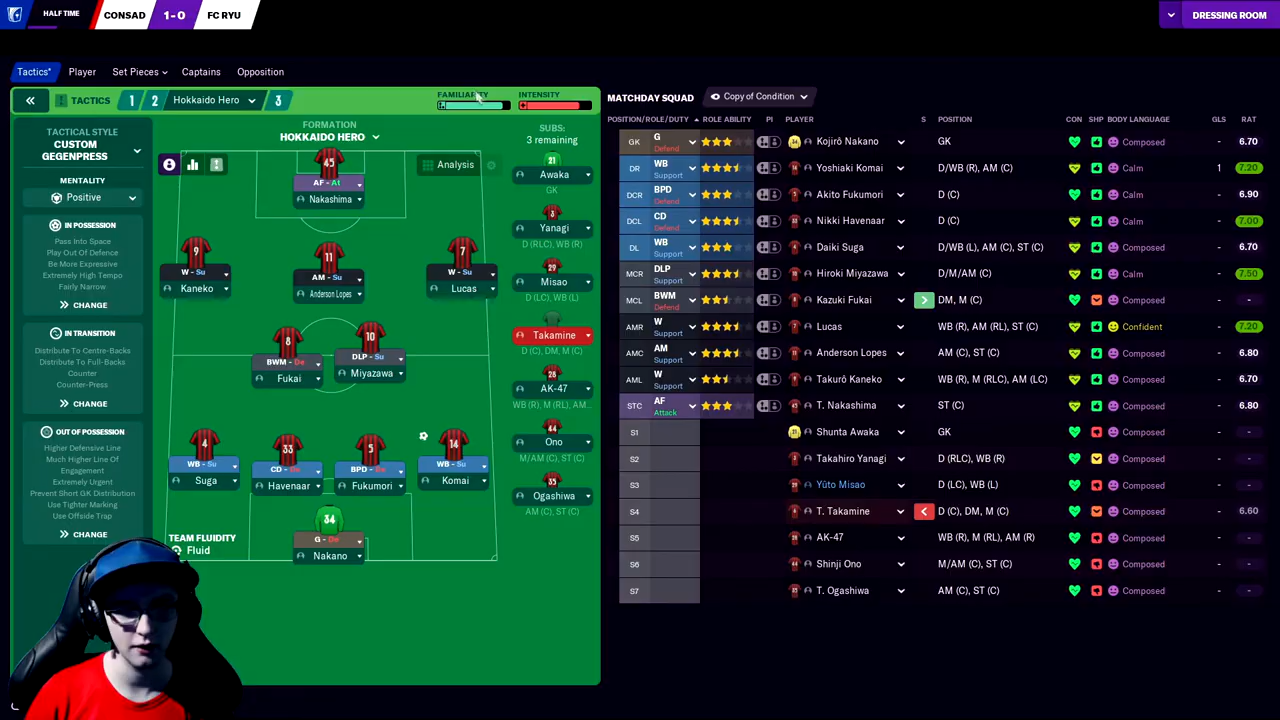 HALF TIME
CONSAD
1-0
FC RYU
DRESSING ROOM
Tactics*
Player
Set Pieces
Captains
Opposition
TACTICS
1
2
Hokkaido Hero
3
FAMILIARITY
INTENSITY
TACTICAL STYLE
CUSTOM
GEGENPRESS
MENTALITY
Positive
IN POSSESSION
Pass Into Space
Play Out Of Defence
Be More Expressive
Extremely High Tempo
Fairly Narrow
CHANGE
IN TRANSITION
Distribute To Centre-Backs
Distribute To Full-Backs
Counter
Counter-Press
CHANGE
OUT OF POSSESSION
Higher Defensive Line
Much Higher Line Of
Engagement
Extremely Urgent
Prevent Short GK Distribution
Use Tighter Marking
Use Offside Trap
CHANGE
FORMATION
HOKKAIDO HERO
Analysis
45
AF - At
Nakashima
9
W - Su
Kaneko
11
AM - Su
Anderson Lopes
7
W - Su
Lucas
8
BWM - De
Fukai
10
DLP - Su
Miyazawa
4
WB - Su
Suga
33
CD - De
Havenaar
5
BPD - De
Fukumori
14
WB - Su
Komai
34
G - De
Nakano
TEAM FLUIDITY
Fluid
SUBS:
3 remaining
21
Awaka
GK
3
Yanagi
D (RLC), WB (R)
29
Misao
D (LC), WB (L)
Takamine
D (C), DM, M (C)
28
AK-47
WB (R), M (RL), AM...
44
Ono
M/AM (C), ST (C)
35
Ogashiwa
AM (C), ST (C)
MATCHDAY SQUAD
Copy of Condition
POSITION/ROLE/DUTY ROLE ABILITY PI PLAYER S POSITION CON SHP BODY LANGUAGE GLS RAT
GK G Defend Kojirô Nakano GK Composed - 6.70
DR WB Support Yoshiaki Komai D/WB (R), AM (C) Calm 1 7.20
DCR BPD Defend Akito Fukumori D (C) Calm - 6.90
DCL CD Defend Nikki Havenaar D (C) Calm - 7.00
DL WB Support Daiki Suga D/WB (L), AM (C), ST (C) Composed - 6.70
MCR DLP Support Hiroki Miyazawa D/M/AM (C) Calm - 7.50
MCL BWM Defend Kazuki Fukai DM, M (C) Composed - -
AMR W Support Lucas WB (R), AM (RL), ST (C) Confident - 7.20
AMC AM Support Anderson Lopes AM (C), ST (C) Composed - 6.80
AML W Support Takurô Kaneko WB (R), M (RLC), AM (LC) Composed - 6.70
STC AF Attack T. Nakashima ST (C) Composed - 6.80
S1 Shunta Awaka GK Composed - -
S2 Takahiro Yanagi D (RLC), WB (R) Composed - -
S3 Yûto Misao D (LC), WB (L) Composed - -
S4 T. Takamine D (C), DM, M (C) Composed - 6.60
S5 AK-47 WB (R), M (RL), AM (R) Composed - -
S6 Shinji Ono M/AM (C), ST (C) Composed - -
S7 T. Ogashiwa AM (C), ST (C) Composed - -